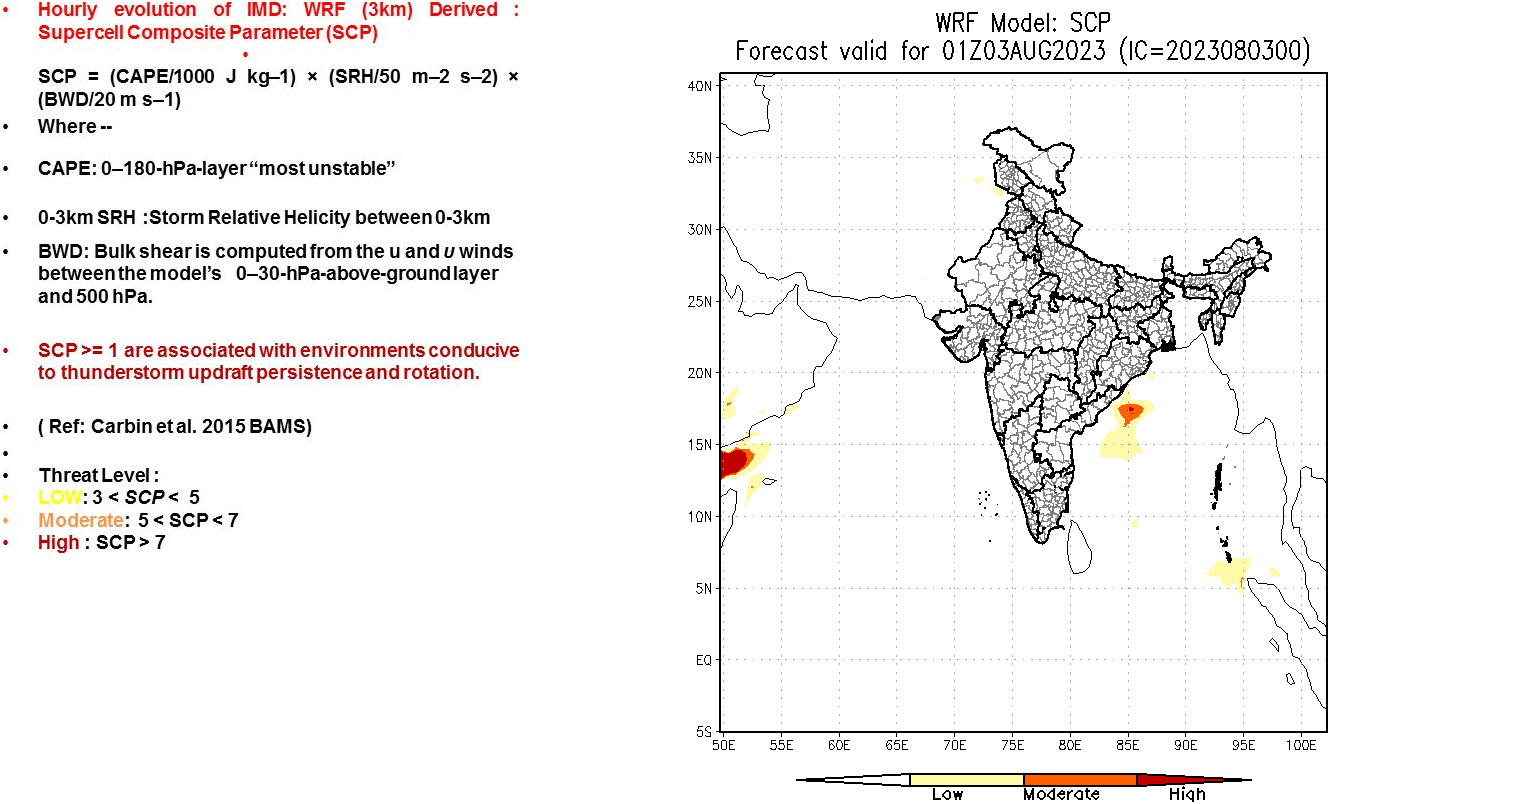 • Hourly evolution of IMD: WRF (3km) Derived :
Supercell Composite Parameter (SCP)
•
SCP = (CAPE/1000 J kg–1) × (SRH/50 m–2 s–2) ×
(BWD/20 m s–1)
• Where --
• CAPE: 0–180-hPa-layer “most unstable”
• 0-3km SRH :Storm Relative Helicity between 0-3km
• BWD: Bulk shear is computed from the u and υ winds
between the model’s 0–30-hPa-above-ground layer
and 500 hPa.
• SCP >= 1 are associated with environments conducive
to thunderstorm updraft persistence and rotation.
• ( Ref: Carbin et al. 2015 BAMS)
•
• Threat Level :
• LOW: 3 < SCP < 5
• Moderate: 5 < SCP < 7
• High : SCP > 7
WRF Model: SCP
Forecast valid for 01Z03AUG2023 (IC=2023080300)
40N
35N
30N
25N
20N
15N
10N
5N
EQ
5S
50E 55E 60E 65E 70E 75E 80E 85E 90E 95E 100E
Low Moderate High